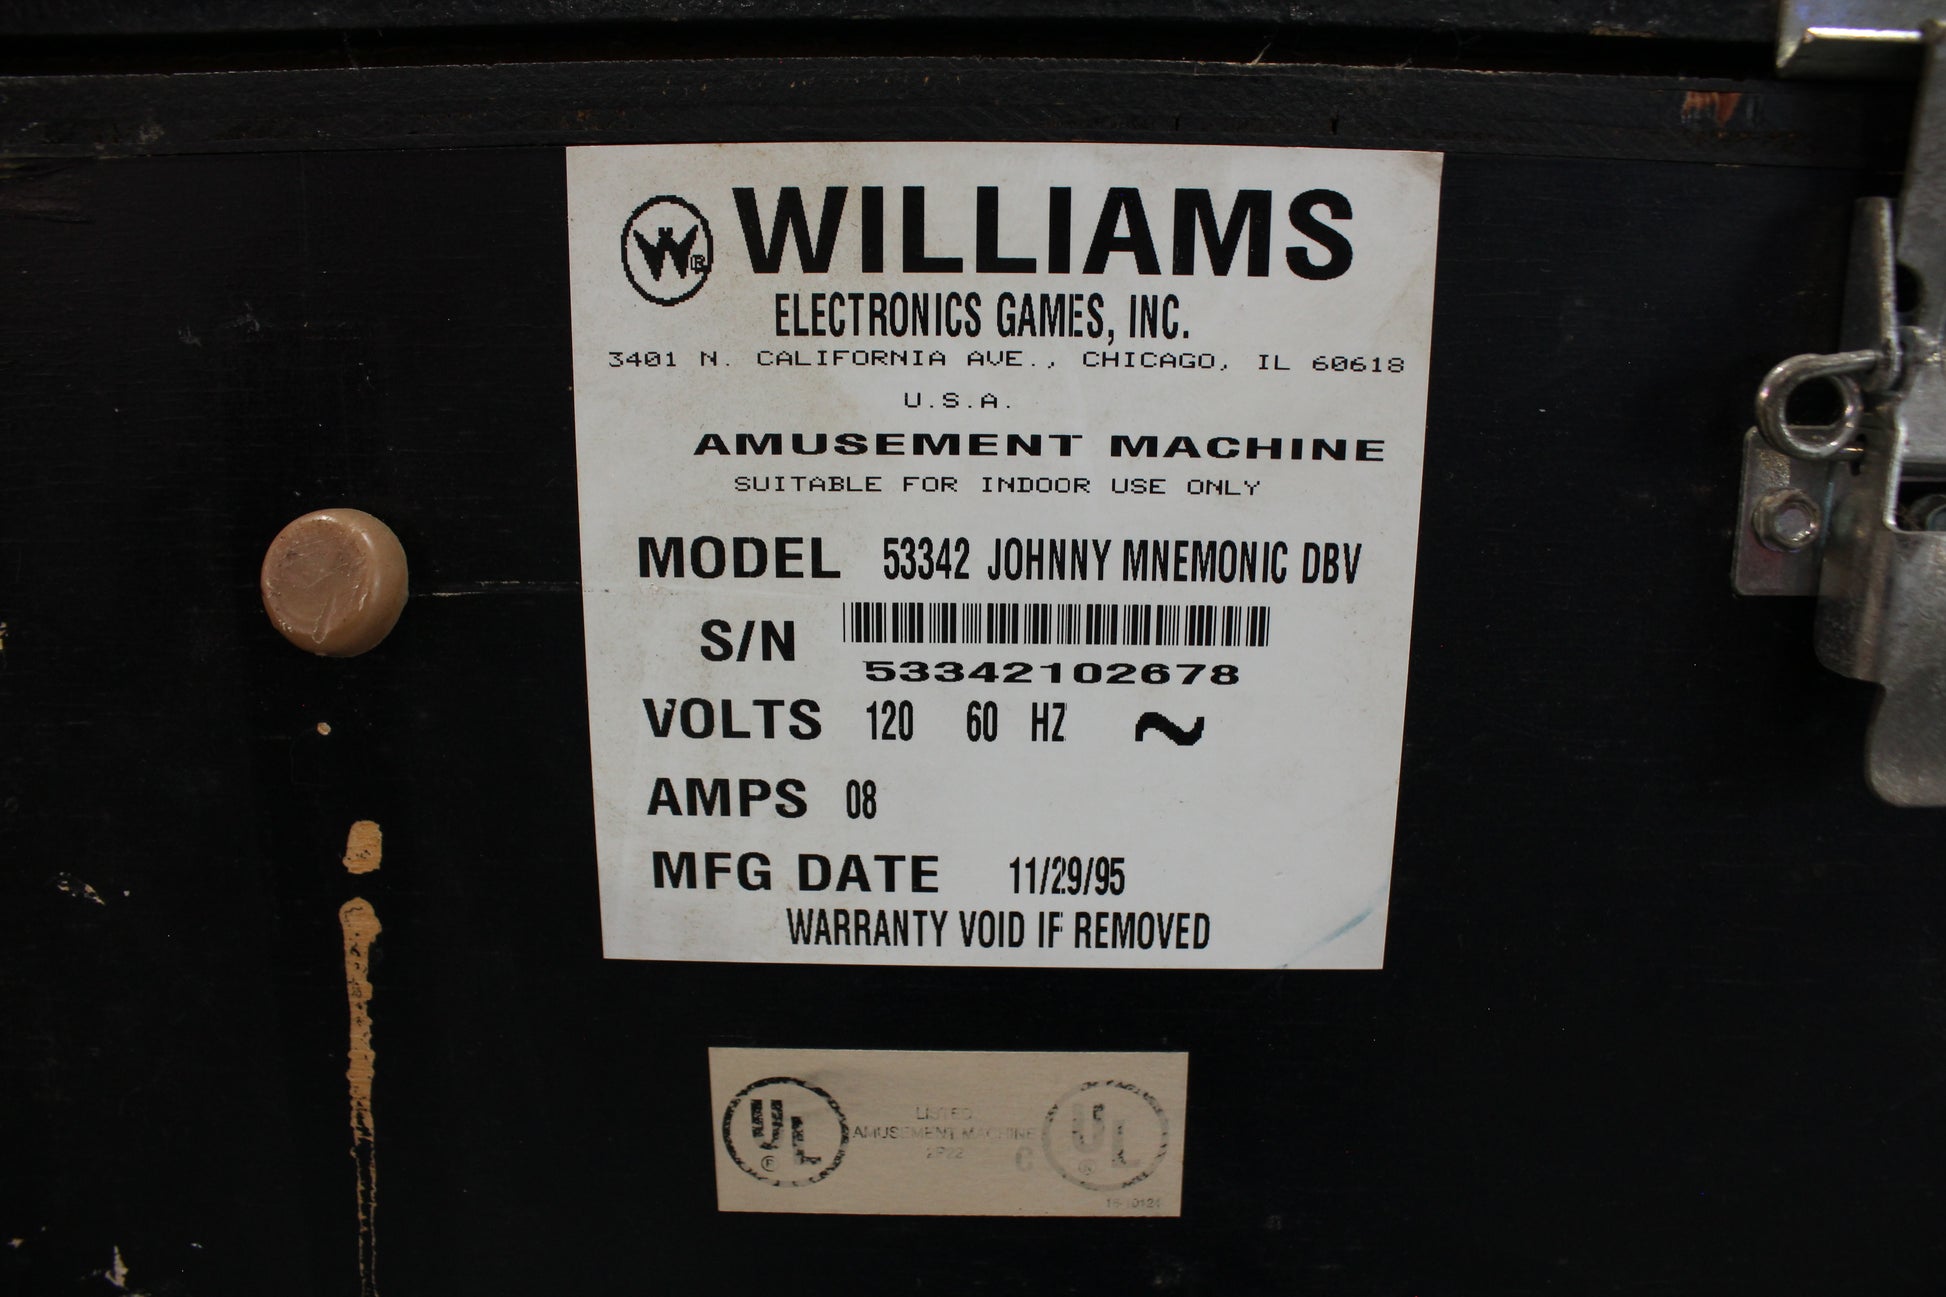 W ®
WILLIAMS
ELECTRONICS GAMES, INC.
3401 N. CALIFORNIA AVE., CHICAGO, IL 60618
U.S.A.
AMUSEMENT MACHINE
SUITABLE FOR INDOOR USE ONLY
MODEL 53342 JOHNNY MNEMONIC DBV
S/N
53342102678
VOLTS 120 60 HZ ~
AMPS 08
MFG DATE 11/29/95
WARRANTY VOID IF REMOVED
UL ®
LISTED
AMUSEMENT MACHINE
C UL ®